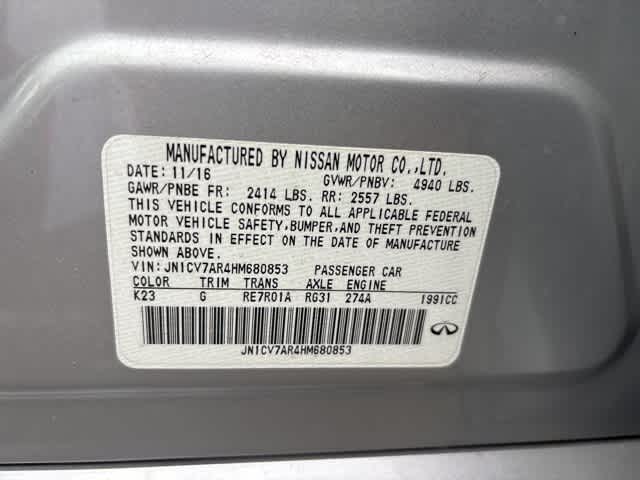 MANUFACTURED BY NISSAN MOTOR CO.,LTD.
DATE: 11/16 GVWR/PNBV: 4940 LBS.
GAWR/PNBE FR: 2414 LBS. RR: 2557 LBS.
THIS VEHICLE CONFORMS TO ALL APPLICABLE FEDERAL
MOTOR VEHICLE SAFETY,BUMPER,AND THEFT PREVENTION
STANDARDS IN EFFECT ON THE DATE OF MANUFACTURE
SHOWN ABOVE.
VIN: JN1CV7AR4HM680853 PASSENGER CAR
COLOR TRIM TRANS AXLE ENGINE
K23 G RE7R01A RG31 274A 1991CC
JN1CV7AR4HM680853